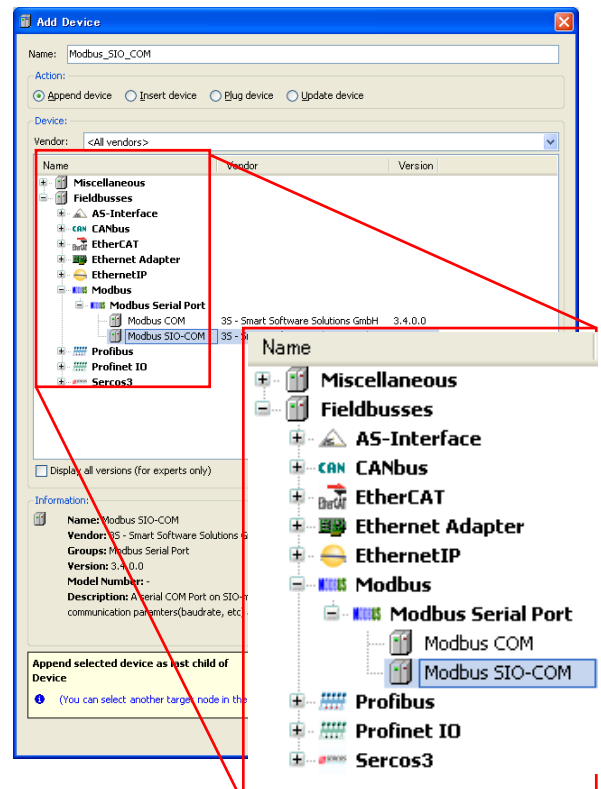 Add Device
Name: Modbus_SIO_COM
Action:
Append device Insert device Plug device Update device
Device:
Vendor: <All vendors>
Name Vendor Version
Miscellaneous
Fieldbusses
AS-Interface
CAN CANbus
EtherCAT
Ethernet Adapter
EthernetIP
Modbus
Modbus Serial Port
Modbus COM 3S - Smart Software Solutions GmbH 3.4.0.0
Modbus SIO-COM 3S - S
Profibus
Profinet IO
Sercos3
Display all versions (for experts only)
Information:
Name: Modbus SIO-COM
Vendor: 3S - Smart Software Solutions G
Groups: Modbus Serial Port
Version: 3.4.0.0
Model Number: -
Description: A serial COM Port on SIO-m
communication paramters(baudrate, etc)
Append selected device as last child of
Device
(You can select another target node in the
Name
Miscellaneous
Fieldbusses
AS-Interface
CAN CANbus
EtherCAT EtherCAT
Ethernet Adapter
EthernetIP
MODBUS Modbus
MODBUS Modbus Serial Port
Modbus COM
Modbus SIO-COM
Profibus
Profinet IO
sercos Sercos3